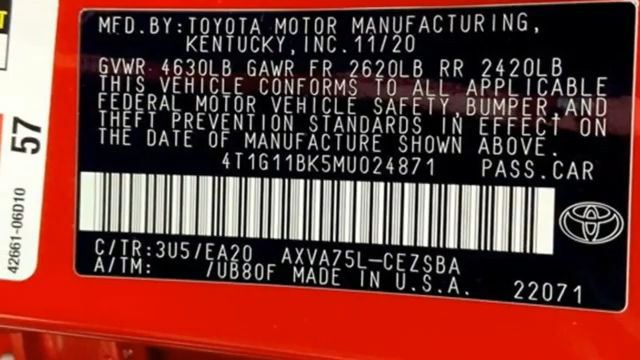 MFD.BY:TOYOTA MOTOR MANUFACTURING,
KENTUCKY,INC.11/20
GVWR 4630LB GAWR FR 2620LB RR 2420LB
THIS VEHICLE CONFORMS TO ALL APPLICABLE
FEDERAL MOTOR VEHICLE SAFETY,BUMPER,AND
THEFT PREVENTION STANDARDS IN EFFECT ON
THE DATE OF MANUFACTURE SHOWN ABOVE.
4T1G11BK5MU024871 PASS.CAR
C/TR:3U5/EA20 AXVA75L-CEZSBA
A/TM: /UB80F MADE IN U.S.A. 22071
42661-06D10
57